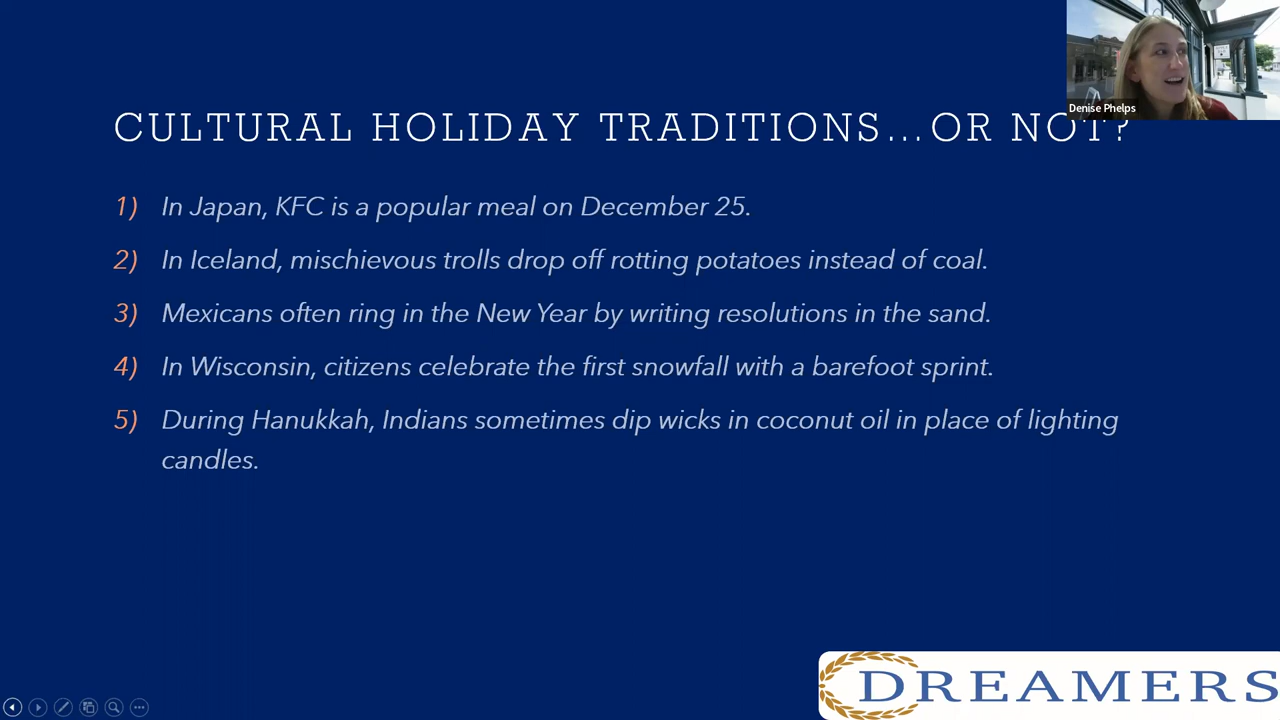 Denise Phelps
CULTURAL HOLIDAY TRADITIONS...OR NOT?
1) In Japan, KFC is a popular meal on December 25.
2) In Iceland, mischievous trolls drop off rotting potatoes instead of coal.
3) Mexicans often ring in the New Year by writing resolutions in the sand.
4) In Wisconsin, citizens celebrate the first snowfall with a barefoot sprint.
5) During Hanukkah, Indians sometimes dip wicks in coconut oil in place of lighting
candles.
DREAMERS